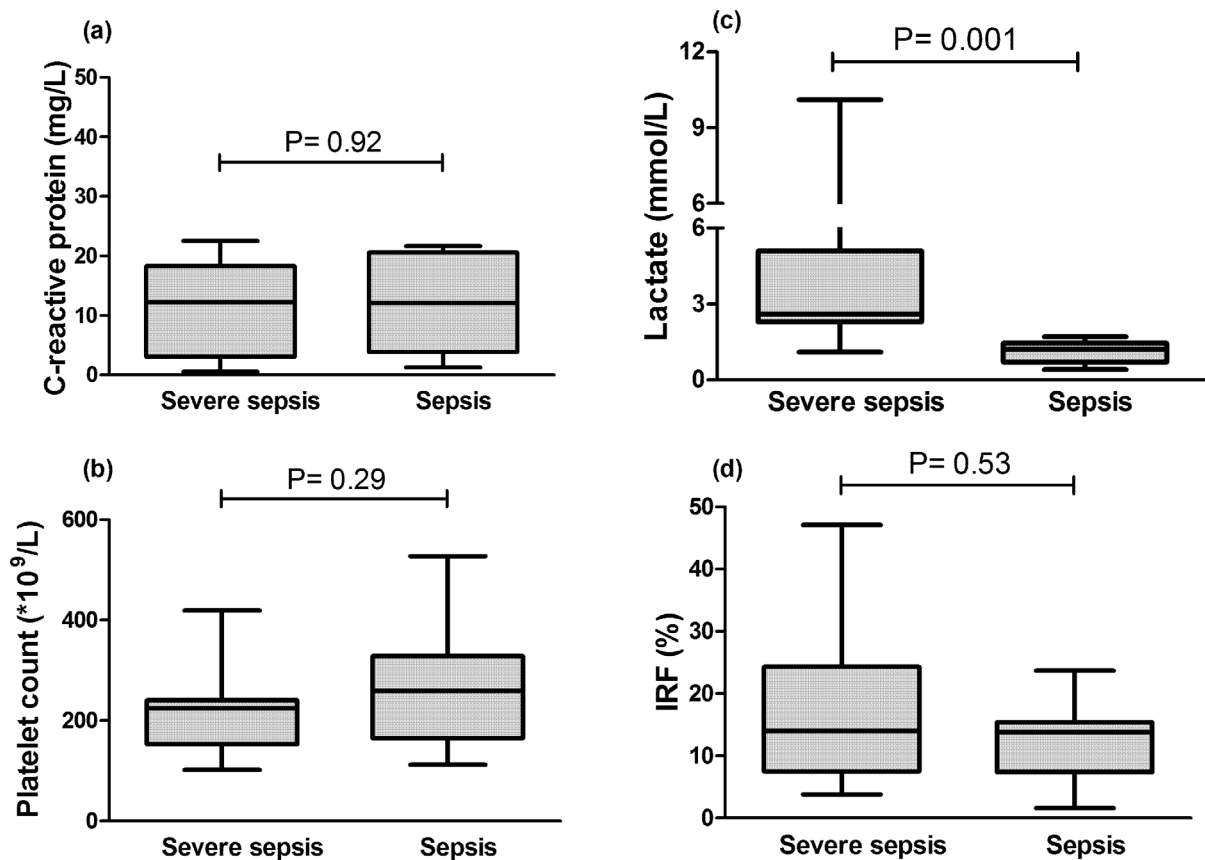 (a)
C-reactive protein (mg/L)
50
40
30
20
10
0
P= 0.92
Severe sepsis
Sepsis
(c)
Lactate (mmol/L)
12
9
6
6
3
0
P= 0.001
Severe sepsis
Sepsis
(b)
Platelet count (*10⁹/L)
600
400
200
0
P= 0.29
Severe sepsis
Sepsis
(d)
IRF (%)
50
40
30
20
10
0
P= 0.53
Severe sepsis
Sepsis